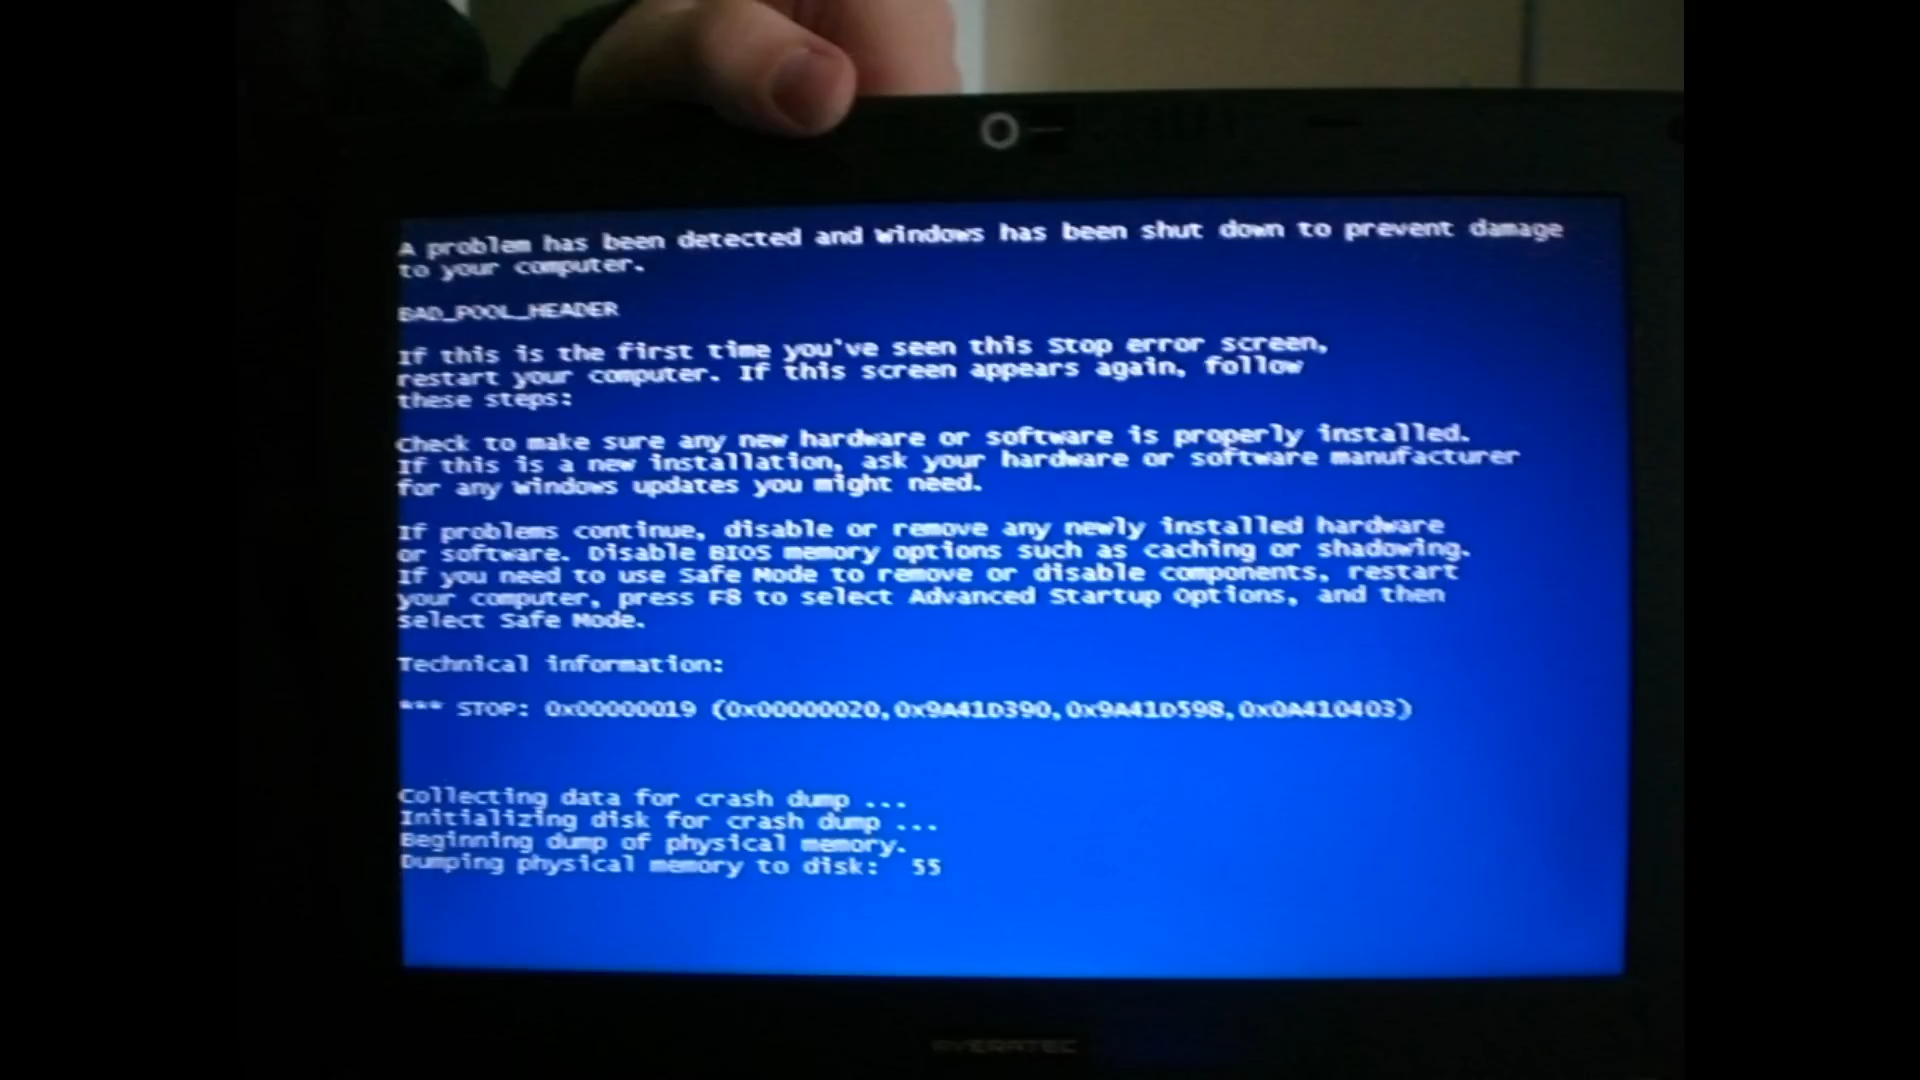 A problem has been detected and Windows has been shut down to prevent damage
to your computer.
BAD_POOL_HEADER
If this is the first time you've seen this Stop error screen,
restart your computer. If this screen appears again, follow
these steps:
Check to make sure any new hardware or software is properly installed.
If this is a new installation, ask your hardware or software manufacturer
for any Windows updates you might need.
If problems continue, disable or remove any newly installed hardware
or software. Disable BIOS memory options such as caching or shadowing.
If you need to use Safe Mode to remove or disable components, restart
your computer, press F8 to select Advanced Startup Options, and then
select Safe Mode.
Technical information:
*** STOP: 0x00000019 (0x00000020,0x9A41D390,0x9A41D598,0x0A410403)
Collecting data for crash dump ...
Initializing disk for crash dump ...
Beginning dump of physical memory.
Dumping physical memory to disk:  55
AVERATEC